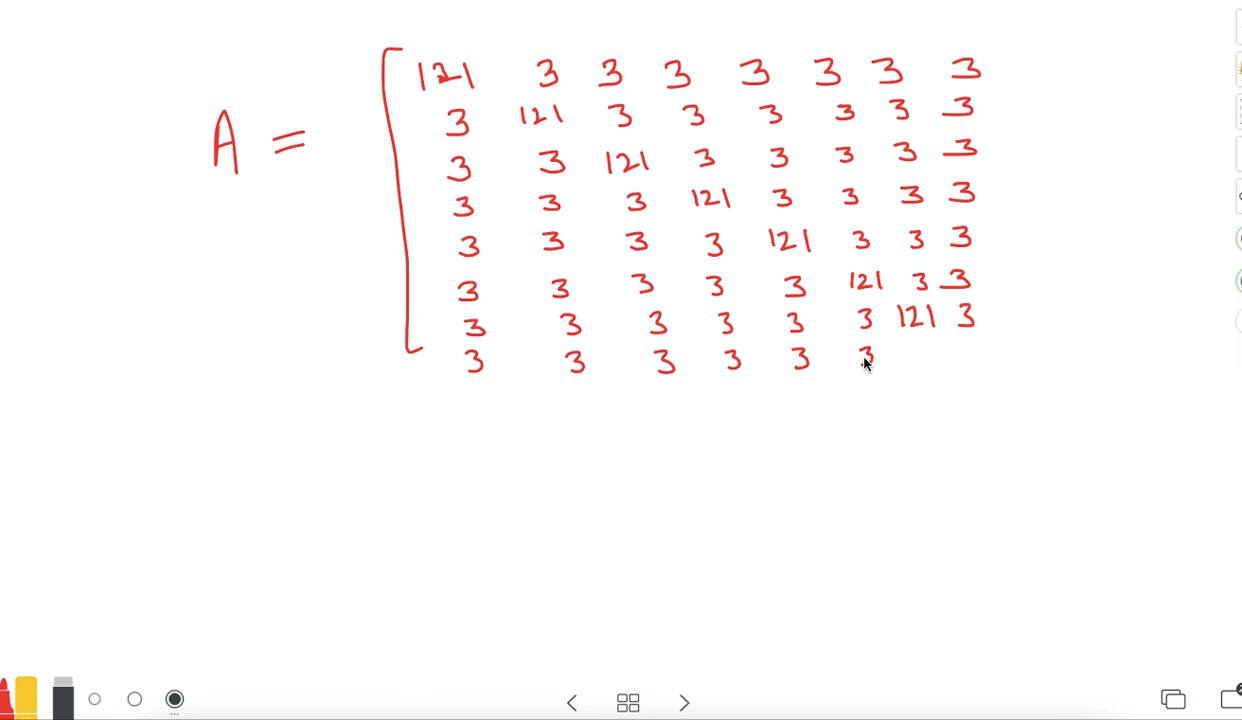 A =
121 3 3 3 3 3 3 3
3 121 3 3 3 3 3 3
3 3 121 3 3 3 3 3
3 3 3 121 3 3 3 3
3 3 3 3 121 3 3 3
3 3 3 3 3 121 3 3
3 3 3 3 3 3 121 3
3 3 3 3 3 3